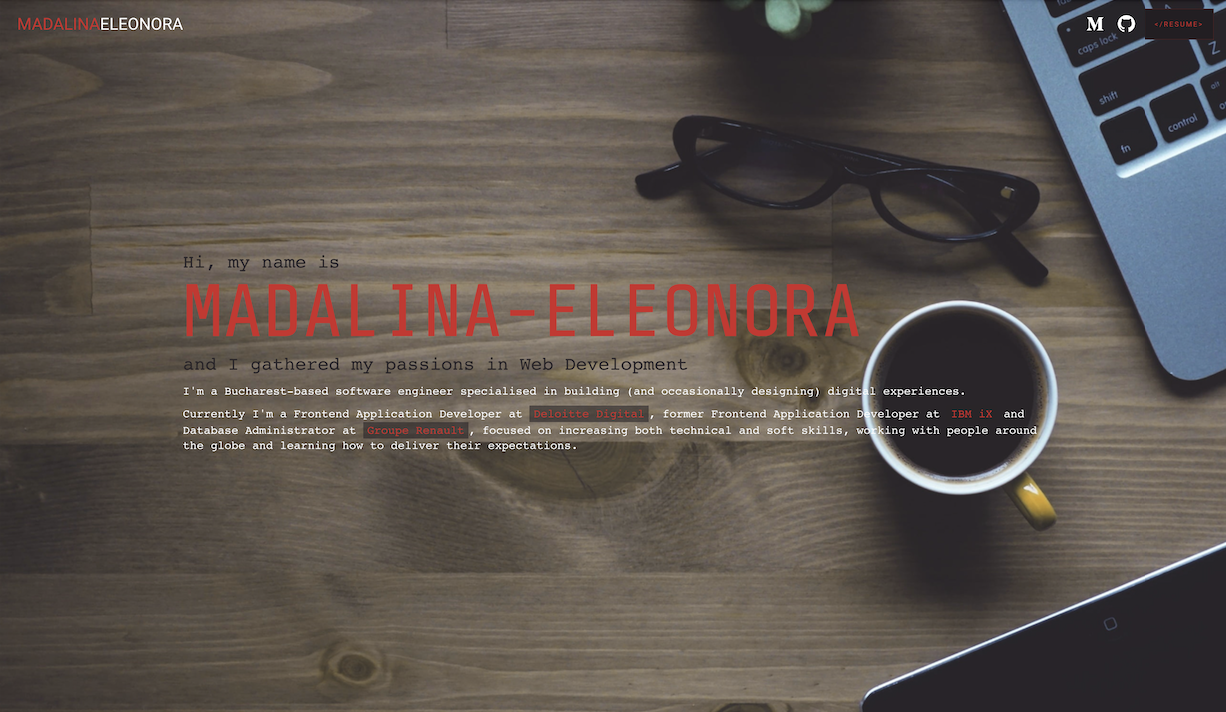 MADALINAELEONORA
M
</RESUME>
caps lock
Z
shift
alt
fn
control
Hi, my name is
MADALINA-ELEONORA
and I gathered my passions in Web Development
I'm a Bucharest-based software engineer specialised in building (and occasionally designing) digital experiences.
Currently I'm a Frontend Application Developer at Deloitte Digital, former Frontend Application Developer at IBM iX and
Database Administrator at Groupe Renault, focused on increasing both technical and soft skills, working with people around
the globe and learning how to deliver their expectations.